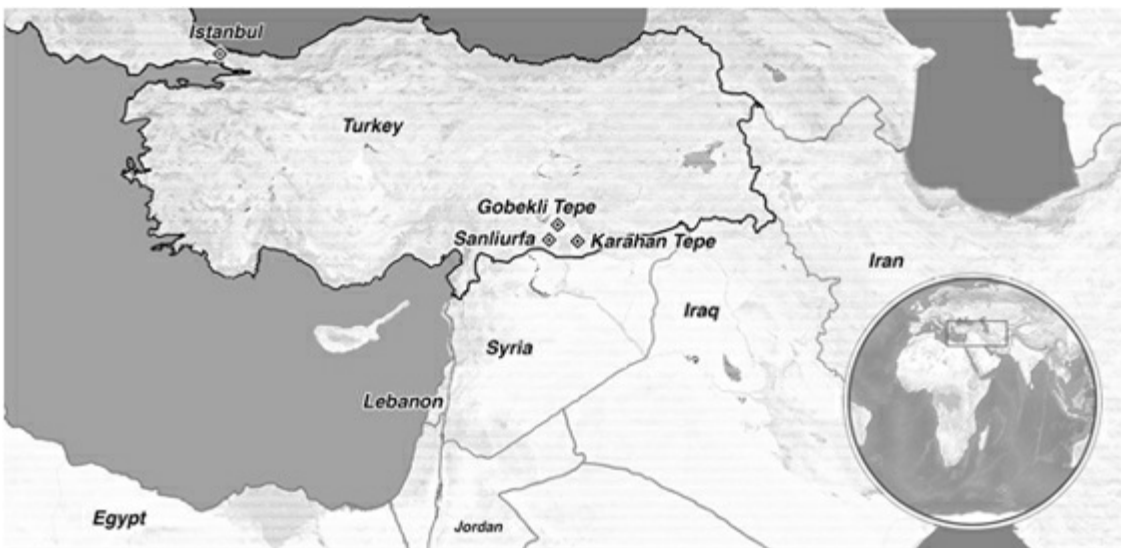 Istanbul
Turkey
Gobekli Tepe
Sanliurfa
Karahan Tepe
Iran
Iraq
Syria
Lebanon
Egypt
Jordan